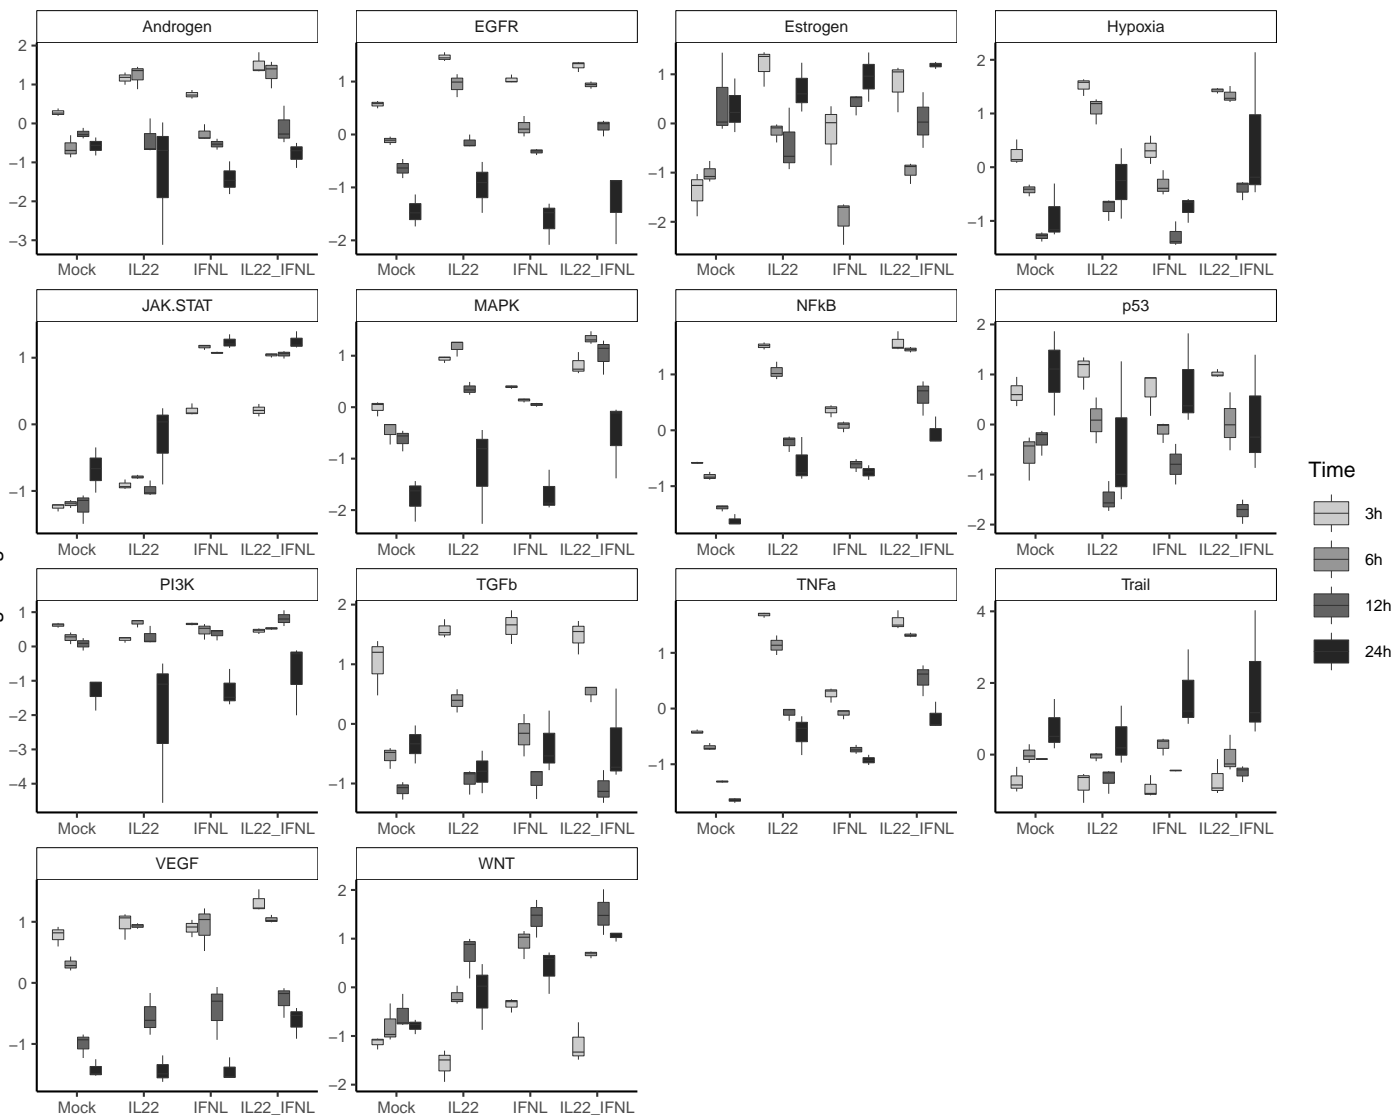 Androgen EGFR Estrogen Hypoxia
2 1 0 −1 −2 −3
1 0 −1 −2
1 0 −1 −2
2 1 0 −1
Mock IL22 IFNL IL22_IFNL Mock IL22 IFNL IL22_IFNL Mock IL22 IFNL IL22_IFNL Mock IL22 IFNL IL22_IFNL
JAK.STAT MAPK NFkB p53
1 0 −1
1 0 −1 −2
1 0 −1
2 1 0 −1 −2
Mock IL22 IFNL IL22_IFNL Mock IL22 IFNL IL22_IFNL Mock IL22 IFNL IL22_IFNL Mock IL22 IFNL IL22_IFNL
PI3K TGFb TNFa Trail
1 0 −1 −2 −3 −4
2 1 0 −1
1 0 −1
4 2 0
Mock IL22 IFNL IL22_IFNL Mock IL22 IFNL IL22_IFNL Mock IL22 IFNL IL22_IFNL Mock IL22 IFNL IL22_IFNL
VEGF WNT
1 0 −1
2 1 0 −1 −2
Mock IL22 IFNL IL22_IFNL Mock IL22 IFNL IL22_IFNL
Time
3h
6h
12h
24h